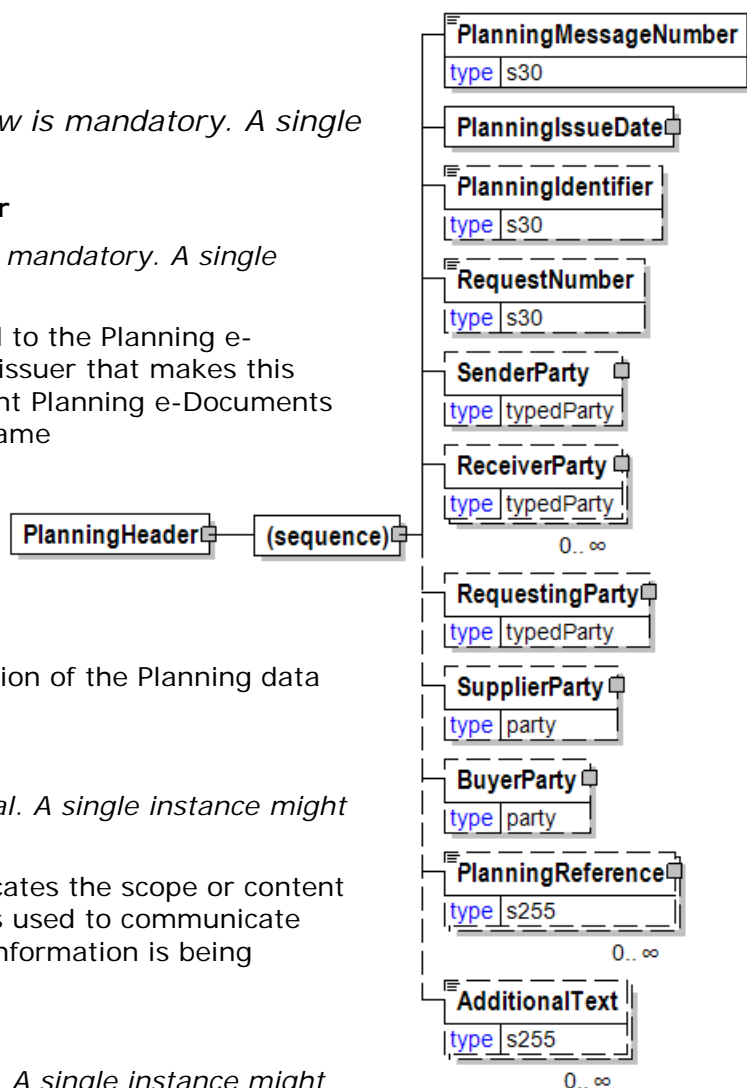 w is mandatory. A single
r
mandatory. A single
l to the Planning e-
issuer that makes this
nt Planning e-Documents
ame
ion of the Planning data
al. A single instance might
cates the scope or content
s used to communicate
nformation is being
. A single instance might
PlanningHeader
(sequence)
PlanningMessageNumber
type s30
PlanningIssueDate
PlanningIdentifier
type s30
RequestNumber
type s30
SenderParty
type typedParty
ReceiverParty
type typedParty
0.. ∞
RequestingParty
type typedParty
SupplierParty
type party
BuyerParty
type party
PlanningReference
type s255
0.. ∞
AdditionalText
type s255
0.. ∞